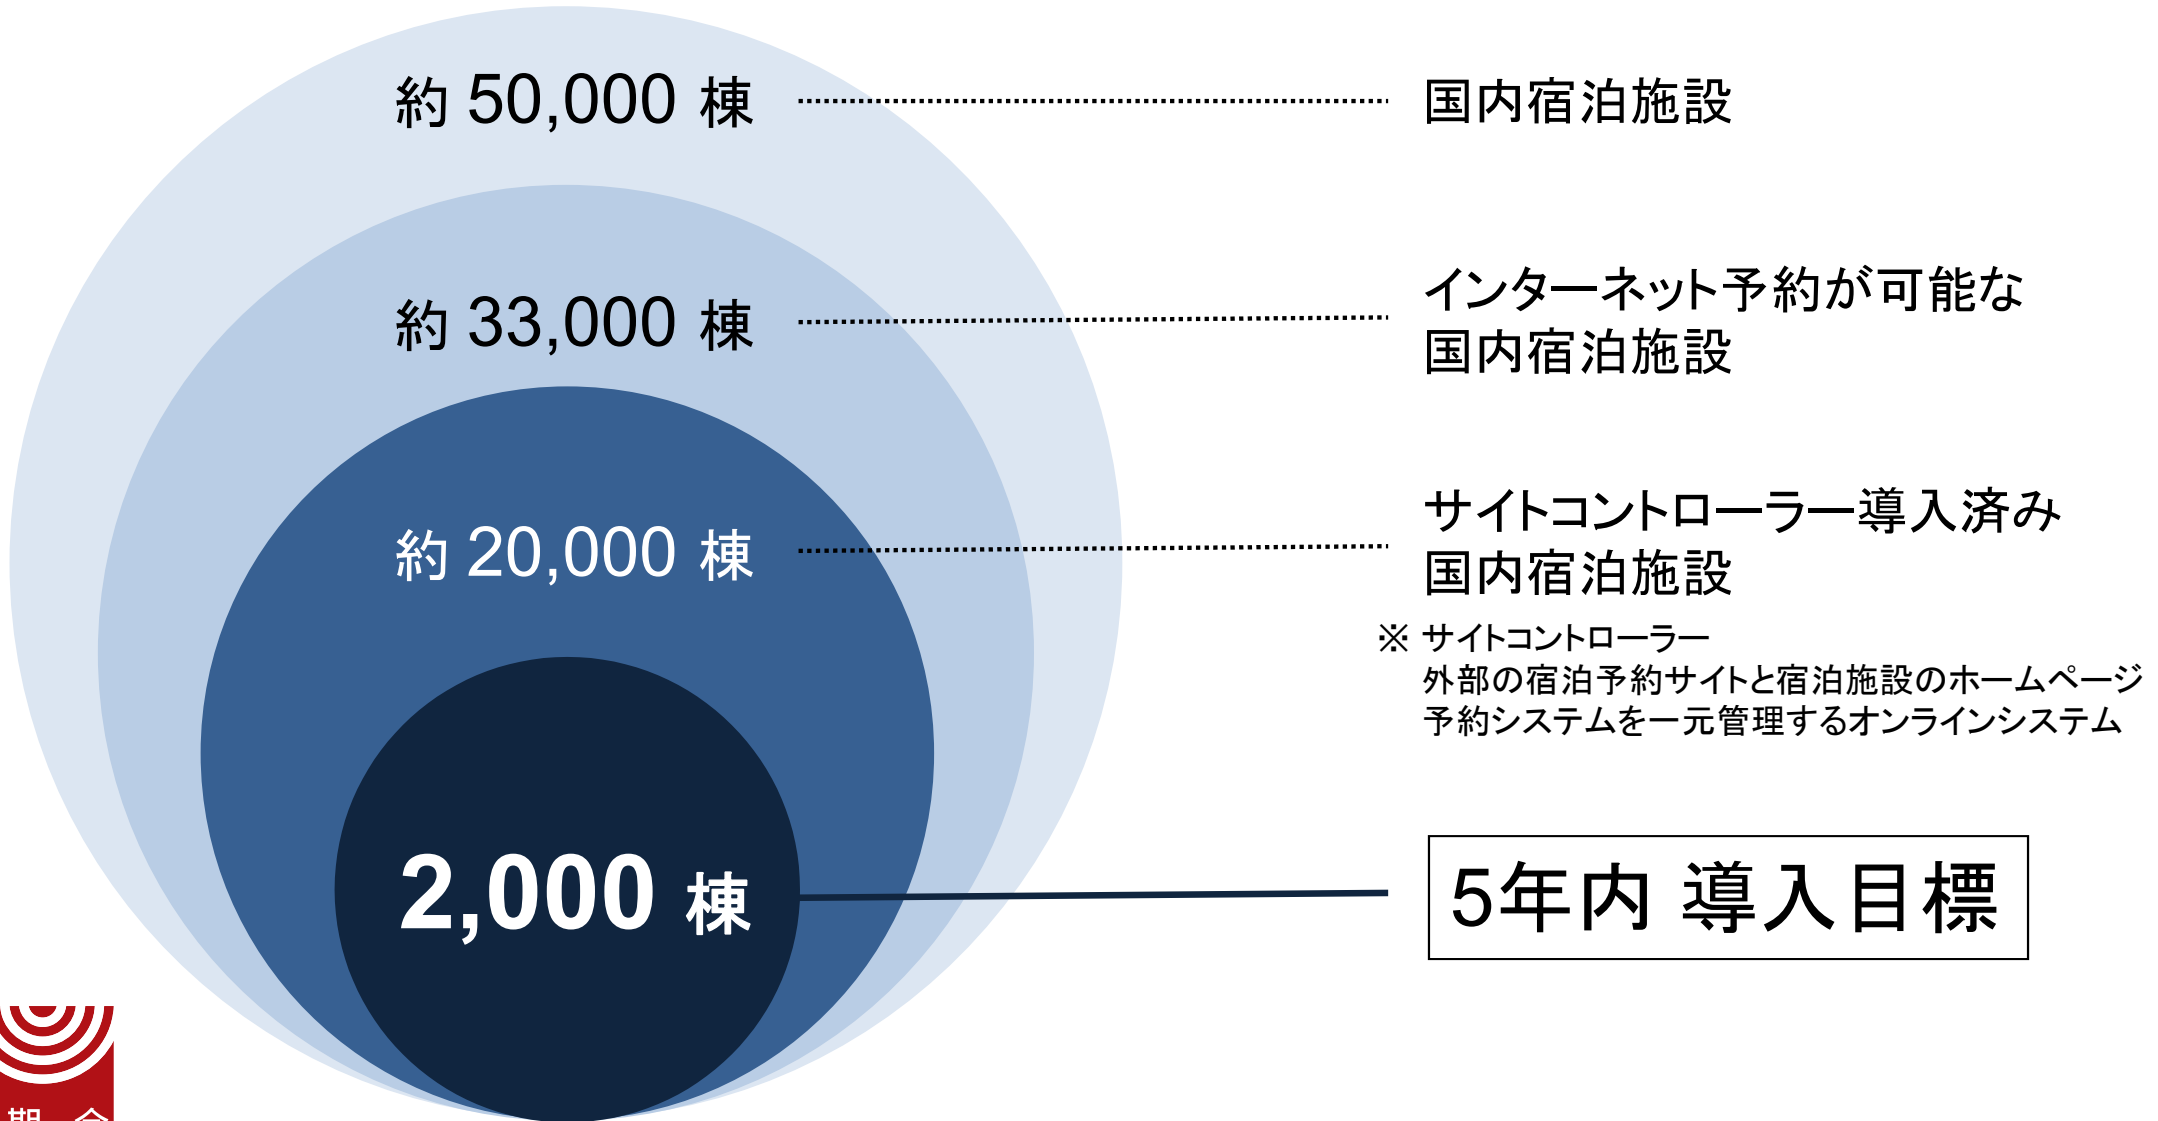 約 50,000 棟
国内宿泊施設
約 33,000 棟
インターネット予約が可能な
国内宿泊施設
約 20,000 棟
サイトコントローラー導入済み
国内宿泊施設
※ サイトコントローラー
外部の宿泊予約サイトと宿泊施設のホームページ
予約システムを一元管理するオンラインシステム
2,000 棟
5年内 導入目標